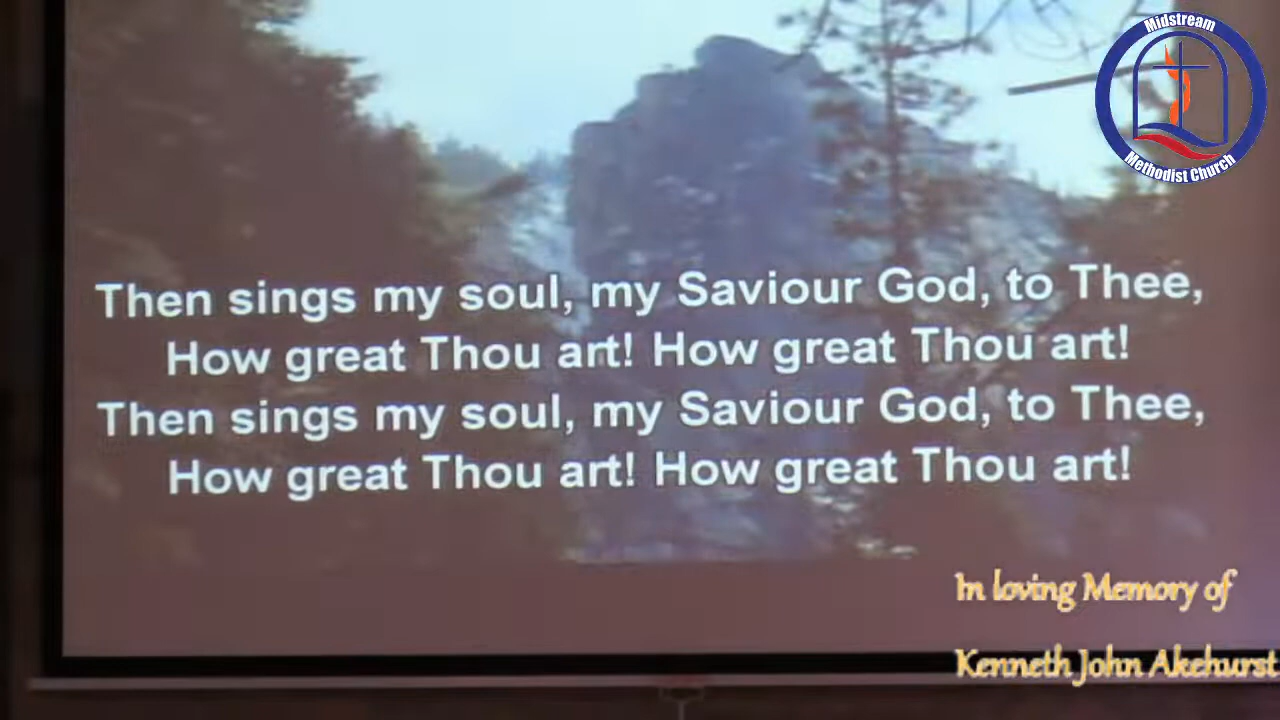 Midstream
Methodist Church
Then sings my soul, my Saviour God, to Thee,
How great Thou art! How great Thou art!
Then sings my soul, my Saviour God, to Thee,
How great Thou art! How great Thou art!
In loving Memory of
Kenneth John Akehurst